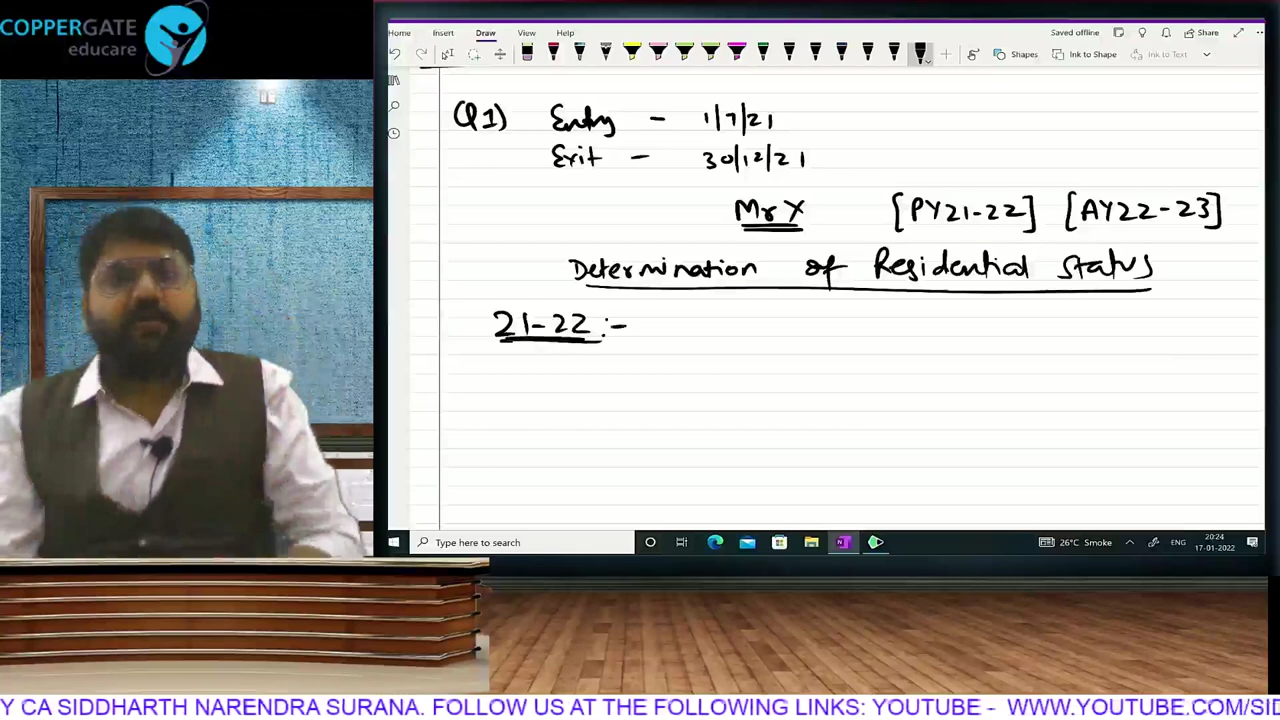 COPPERGATE
educare
Home Insert Draw View Help
Saved offline
Share
Shapes
Ink to Shape
Ink to Text
Q1) Entry - 1/7/21
Exit - 30/12/21
Mr X [PY21-22] [AY22-23]
Determination of Residential Status
21-22 :-
Type here to search
26°C Smoke
ENG
20:24
17-01-2022
Y CA SIDDHARTH NARENDRA SURANA. FOLLOW US AT THE FOLLOWING LINKS: YOUTUBE - WWW.YOUTUBE.COM/SID